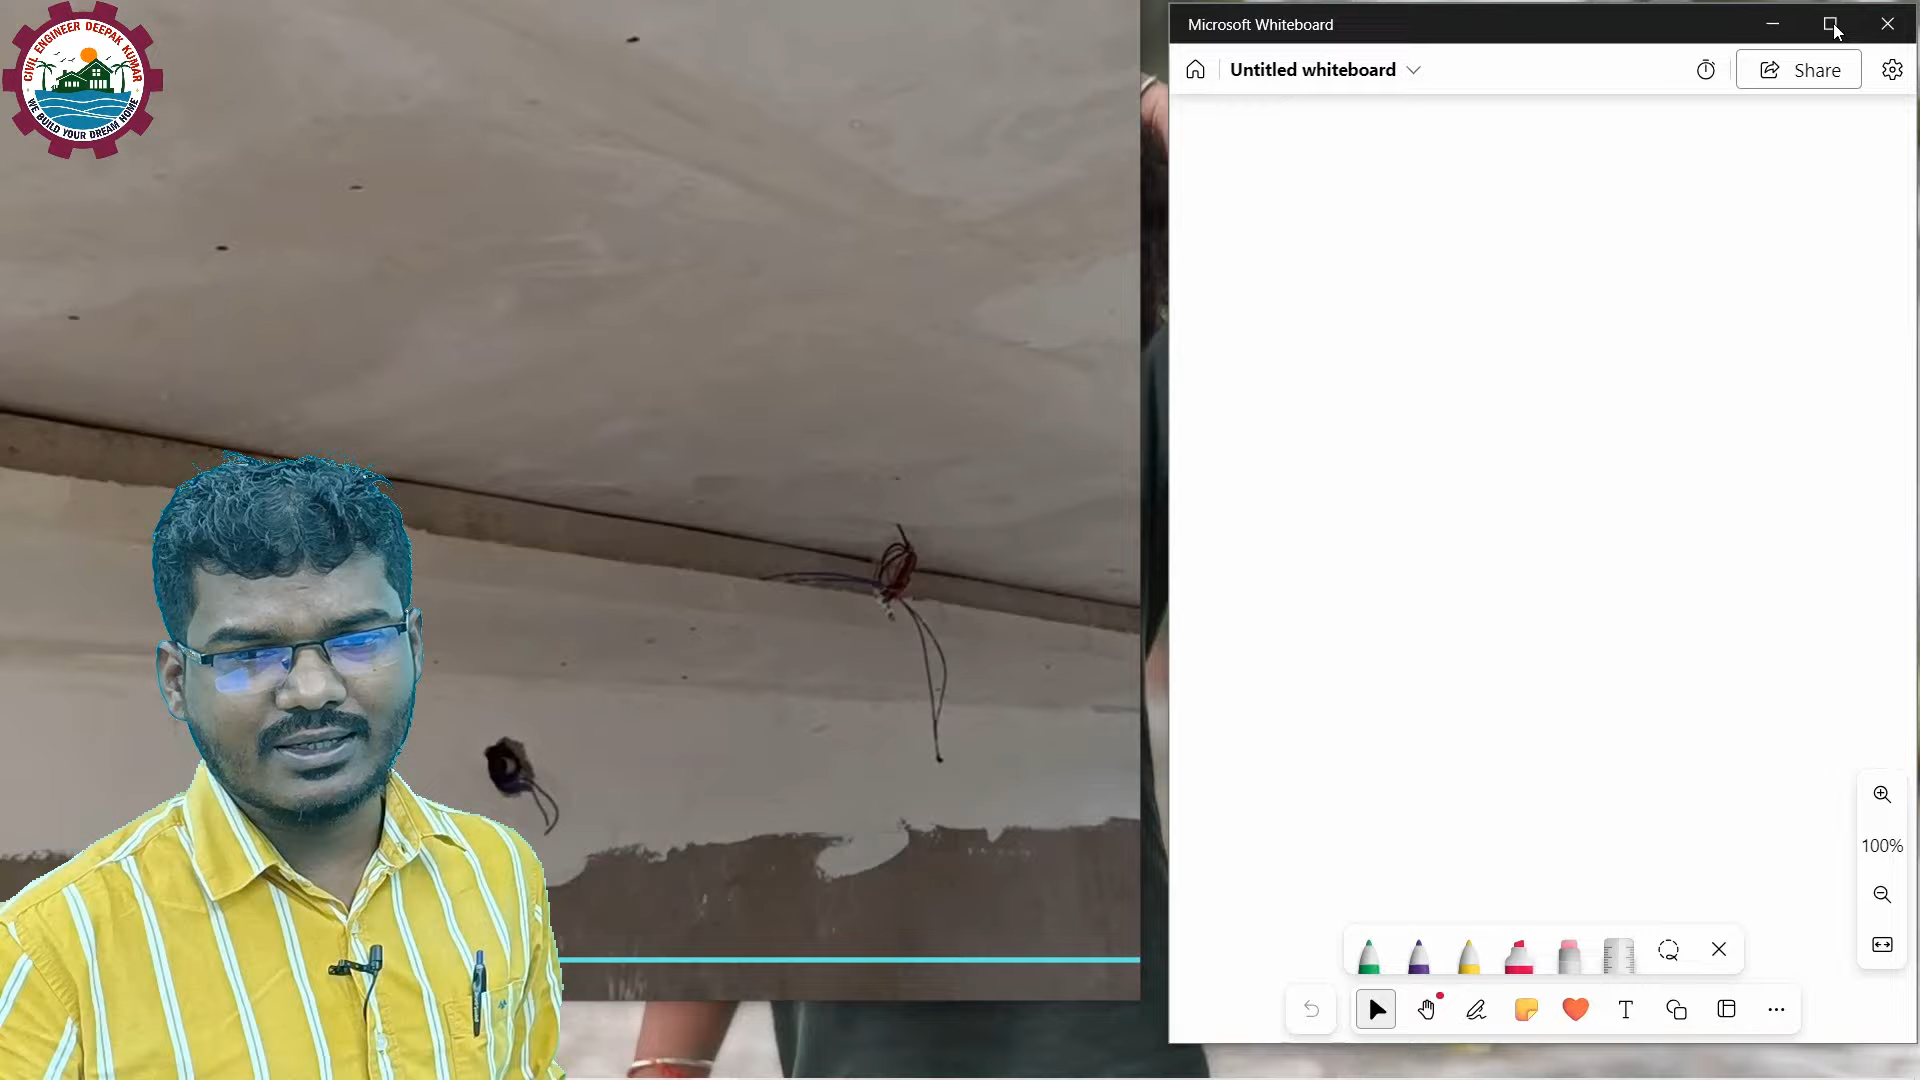 CIVIL ENGINEER DEEPAK KUMAR
WE BUILD YOUR DREAM HOME
Microsoft Whiteboard
Untitled whiteboard
Share
100%